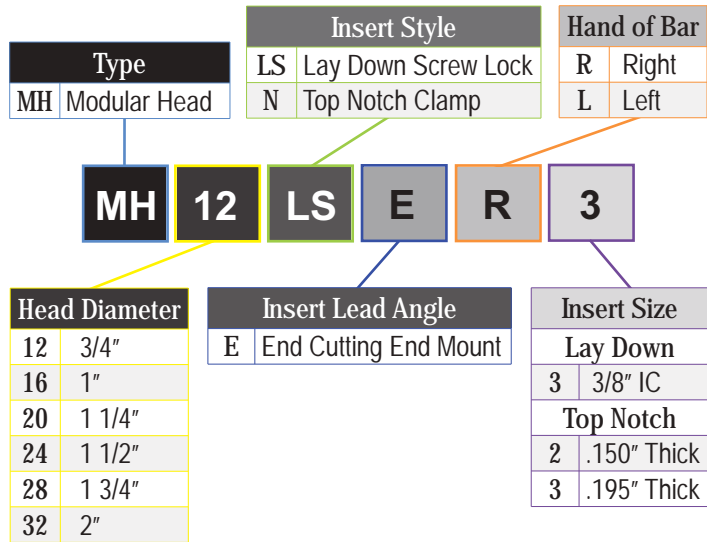 Type
MH Modular Head
Insert Style
LS Lay Down Screw Lock
N Top Notch Clamp
Hand of Bar
R Right
L Left
MH 12 LS E R 3
Head Diameter
12 3/4"
16 1"
20 1 1/4"
24 1 1/2"
28 1 3/4"
32 2"
Insert Lead Angle
E End Cutting End Mount
Insert Size
Lay Down
3 3/8" IC
Top Notch
2 .150" Thick
3 .195" Thick